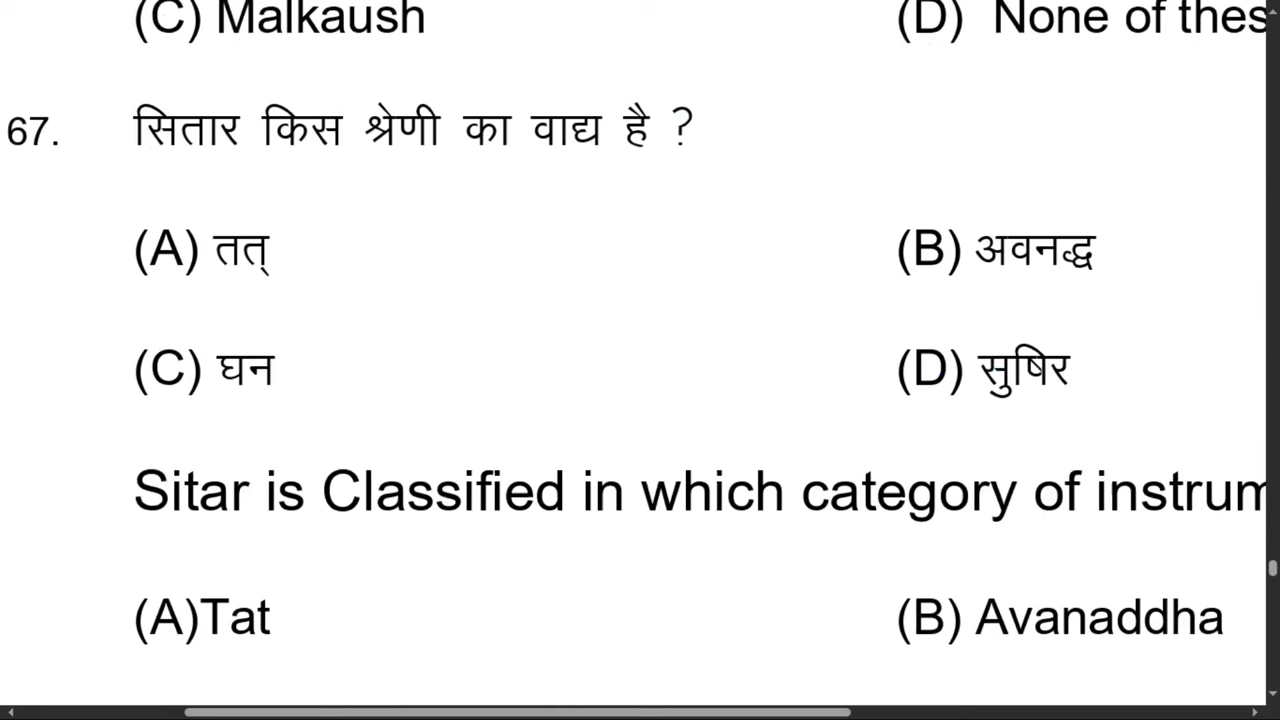 (C) Malkaush (D) None of thes
67. सितार किस श्रेणी का वाद्य है ?
(A) तत् (B) अवनद्ध
(C) घन (D) सुषिर
Sitar is Classified in which category of instrum
(A)Tat (B) Avanaddha